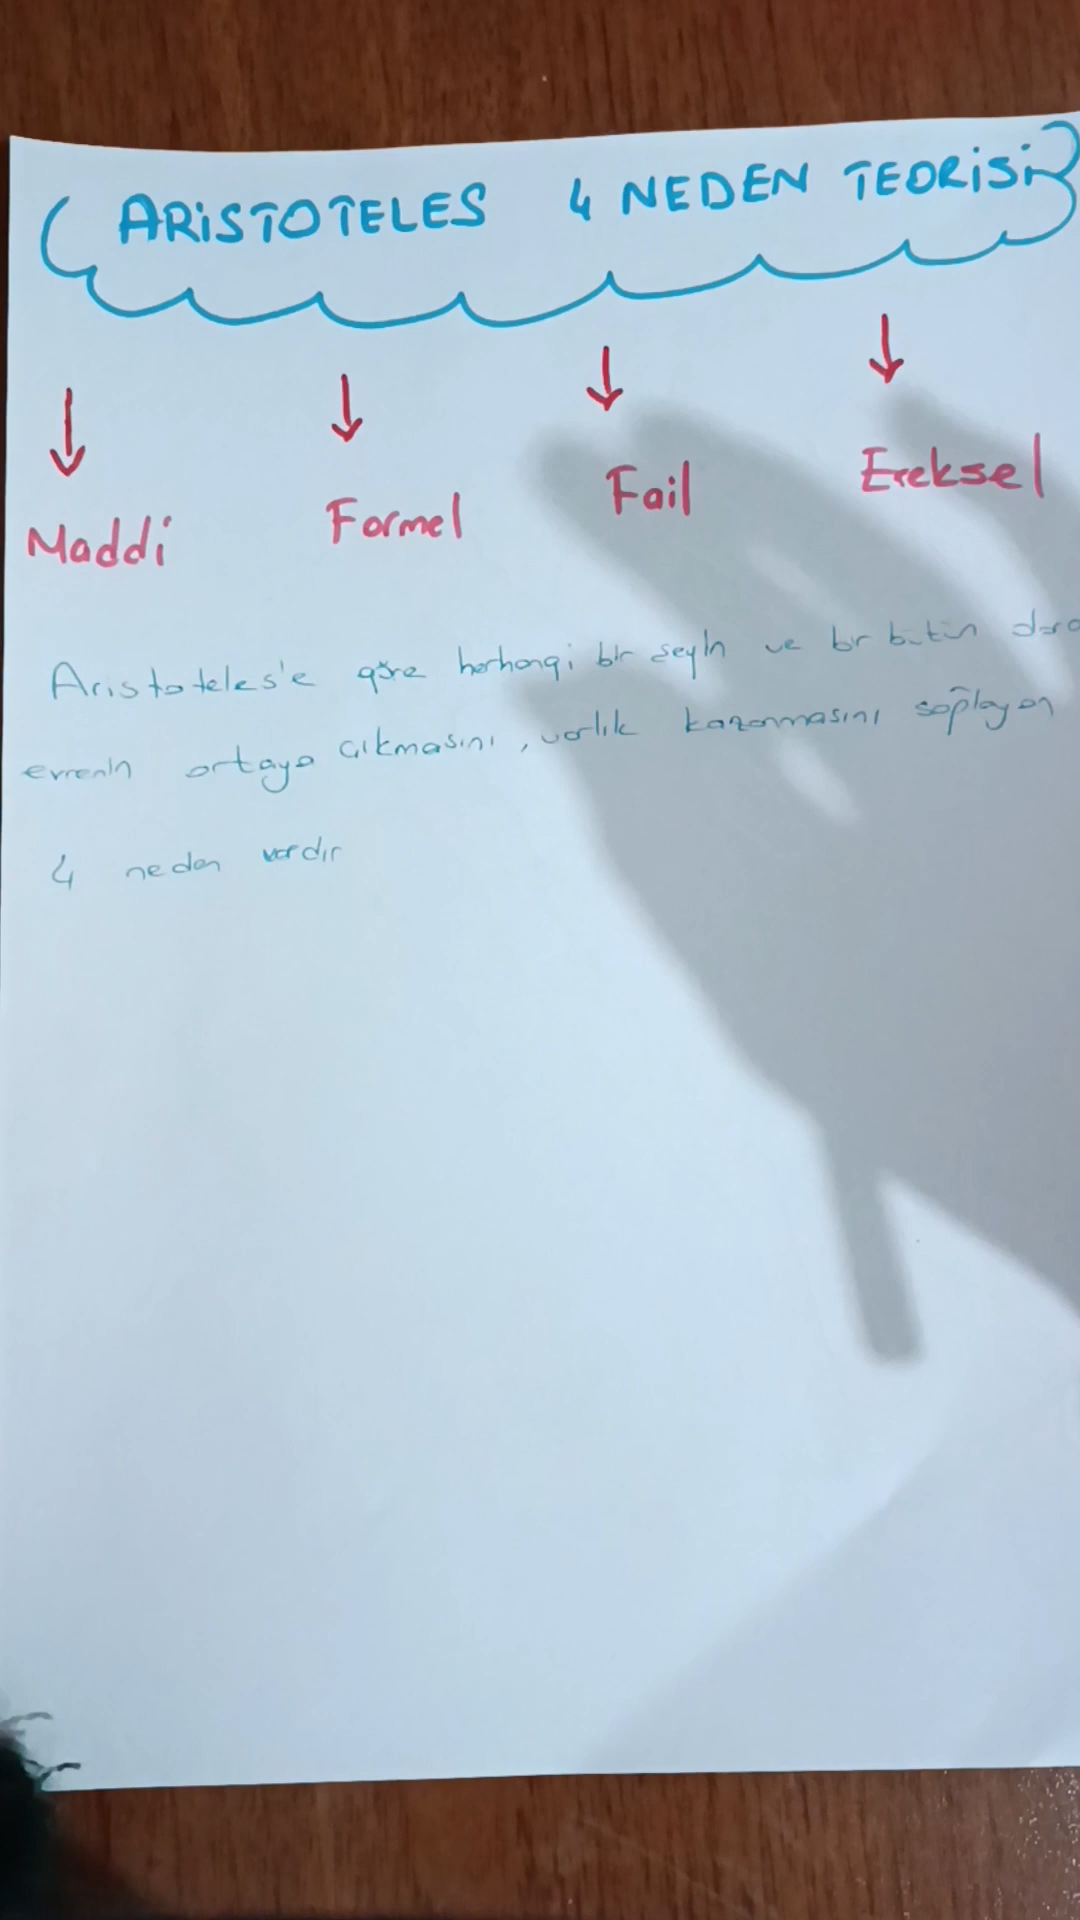 ARİSTOTELES 4 NEDEN TEORİSİ
Maddi Formel Fail Ereksel
Aristoteles'e göre herhangi bir şeyin ve bir bütün
evrenin ortaya çıkmasını, varlık kazanmasını sağlayan
4 neden vardır